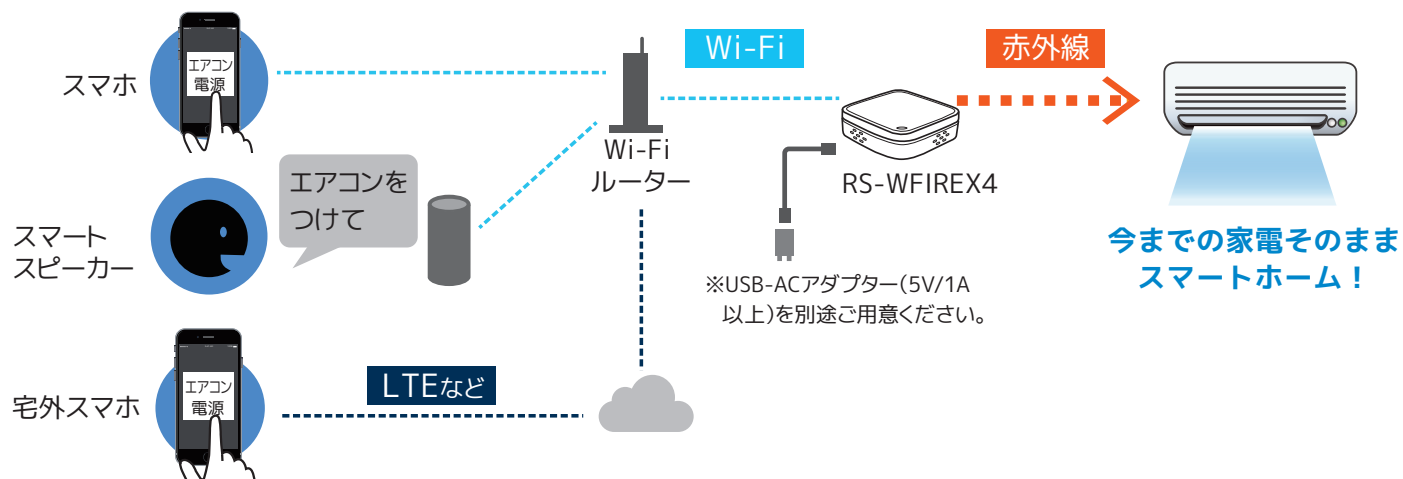 スマホ
エアコン
電源
Wi-Fi
赤外線
Wi-Fi
ルーター
RS-WFIREX4
スマート
スピーカー
エアコンを
つけて
※USB-ACアダプター(5V/1A
以上)を別途ご用意ください。
今までの家電そのまま
スマートホーム！
宅外スマホ
エアコン
電源
LTEなど